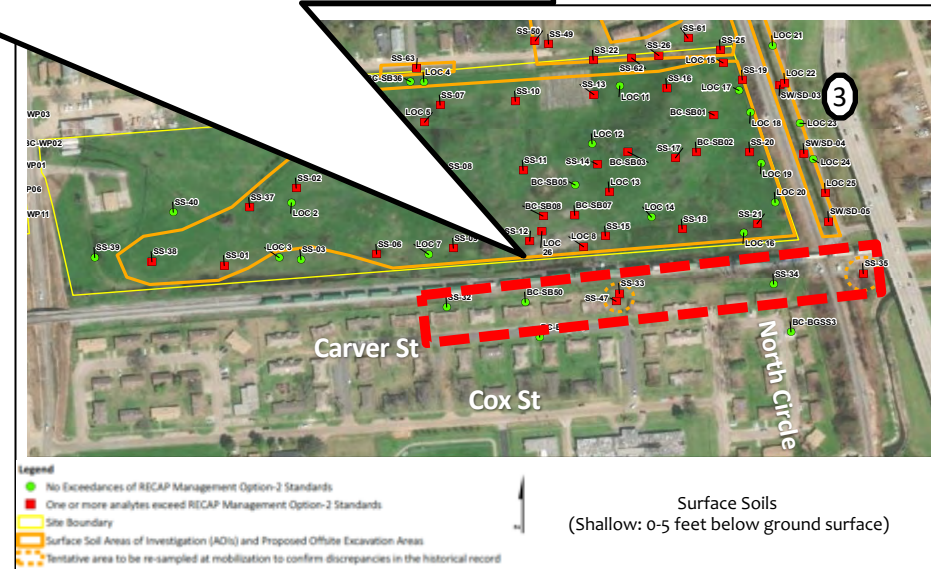 SS-50
SS-49
SS-61
SS-25
SS-22
SS-26
LOC 21
SS-63
SS-62
LOC 15
LOC 4
SS-19
LOC 22
SW/SD-03
3
SS-07
SS-10
SS-13
LOC 11
SS-16
LOC 17
LOC 5
BC-SB01
LOC 18
LOC 23
LOC 12
SS-17
BC-SB02
SS-20
SW/SD-04
LOC 24
SS-08
SS-11
SS-14
BC-SB03
BC-SB05
LOC 19
LOC 13
LOC 25
SS-02
SS-37
LOC 2
SS-40
BC-SB08
BC-SB07
LOC 14
LOC 20
SW/SD-05
SS-12
LOC 26
LOC 8
SS-15
SS-18
SS-21
LOC 16
SS-39
SS-38
SS-01
LOC 3
SS-03
SS-06
LOC 7
SS-32
BC-SB50
SS-33
SS-47
SS-34
SS-35
BC-BGSS3
Carver St
Cox St
North Circle
Legend
No Exceedances of RECAP Management Option-2 Standards
One or more analytes exceed RECAP Management Option-2 Standards
Site Boundary
Surface Soil Areas of Investigation (AOIs) and Proposed Offsite Excavation Areas
Tentative area to be re-sampled at mobilization to confirm discrepancies in the historical record
Surface Soils
(Shallow: 0-5 feet below ground surface)